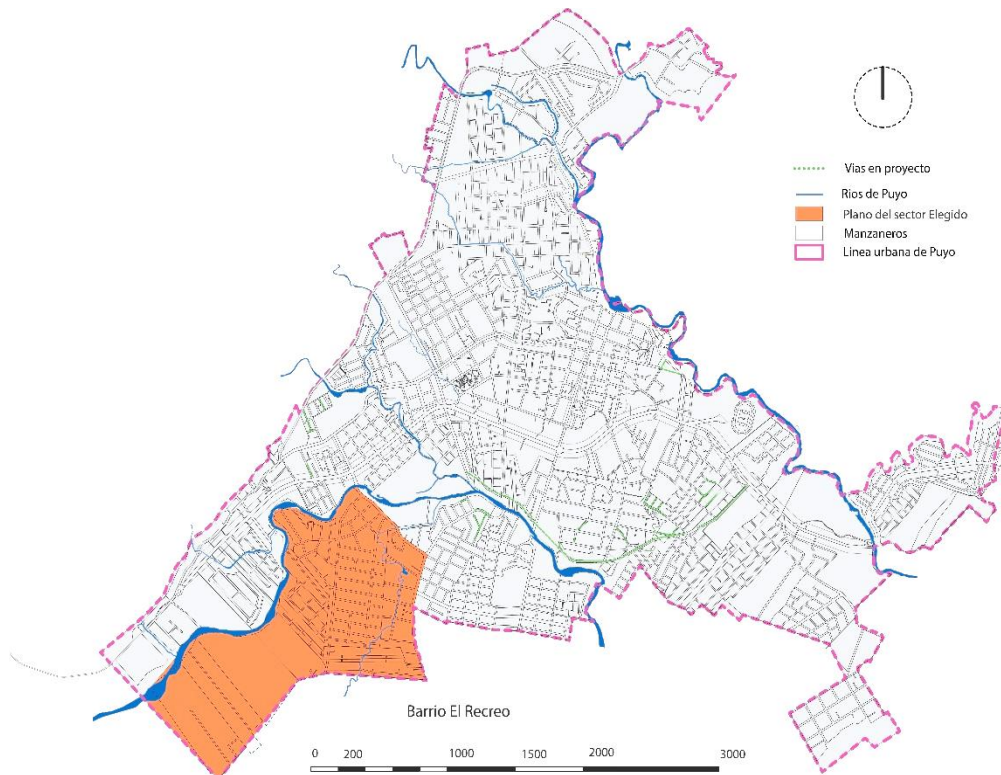 Vias en proyecto
Rios de Puyo
Plano del sector Elegido
Manzaneros
Linea urbana de Puyo
Barrio El Recreo
0 200 1000 1500 2000 3000